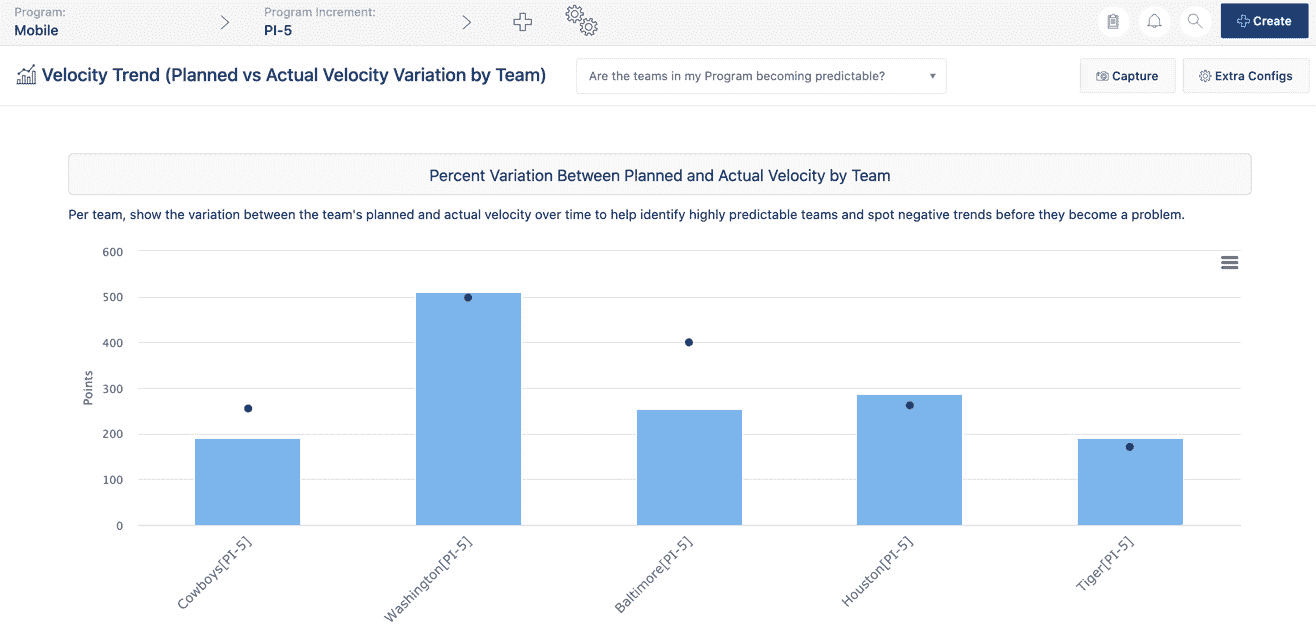 Program:
Mobile
Program Increment:
PI-5
Create
Velocity Trend (Planned vs Actual Velocity Variation by Team)
Are the teams in my Program becoming predictable?
Capture
Extra Configs
Percent Variation Between Planned and Actual Velocity by Team
Per team, show the variation between the team's planned and actual velocity over time to help identify highly predictable teams and spot negative trends before they become a problem.
600
500
400
300
200
100
0
Points
Cowboys[PI-5]
Washington[PI-5]
Baltimore[PI-5]
Houston[PI-5]
Tiger[PI-5]